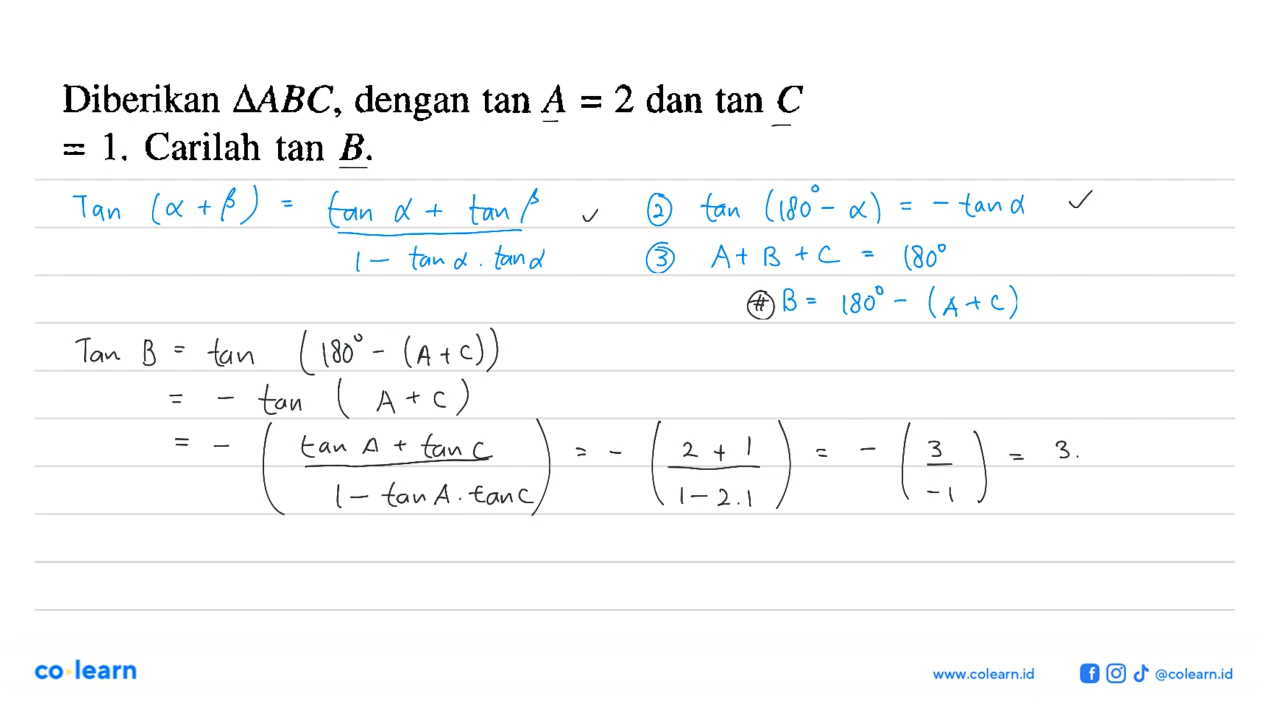 Diberikan ΔABC, dengan tan A = 2 dan tan C
= 1. Carilah tan B.
Tan (α + β) = (tan α + tan β)/(1 - tan α . tan α) ✓
② tan (180° - α) = - tan α ✓
③ A + B + C = 180°
# B = 180° - (A + C)
Tan B = tan (180° - (A + C))
= - tan (A + C)
= - ((tan A + tan C)/(1 - tan A . tan C)) = - ((2 + 1)/(1 - 2.1)) = - (3/-1) = 3.
co learn
www.colearn.id
@colearn.id